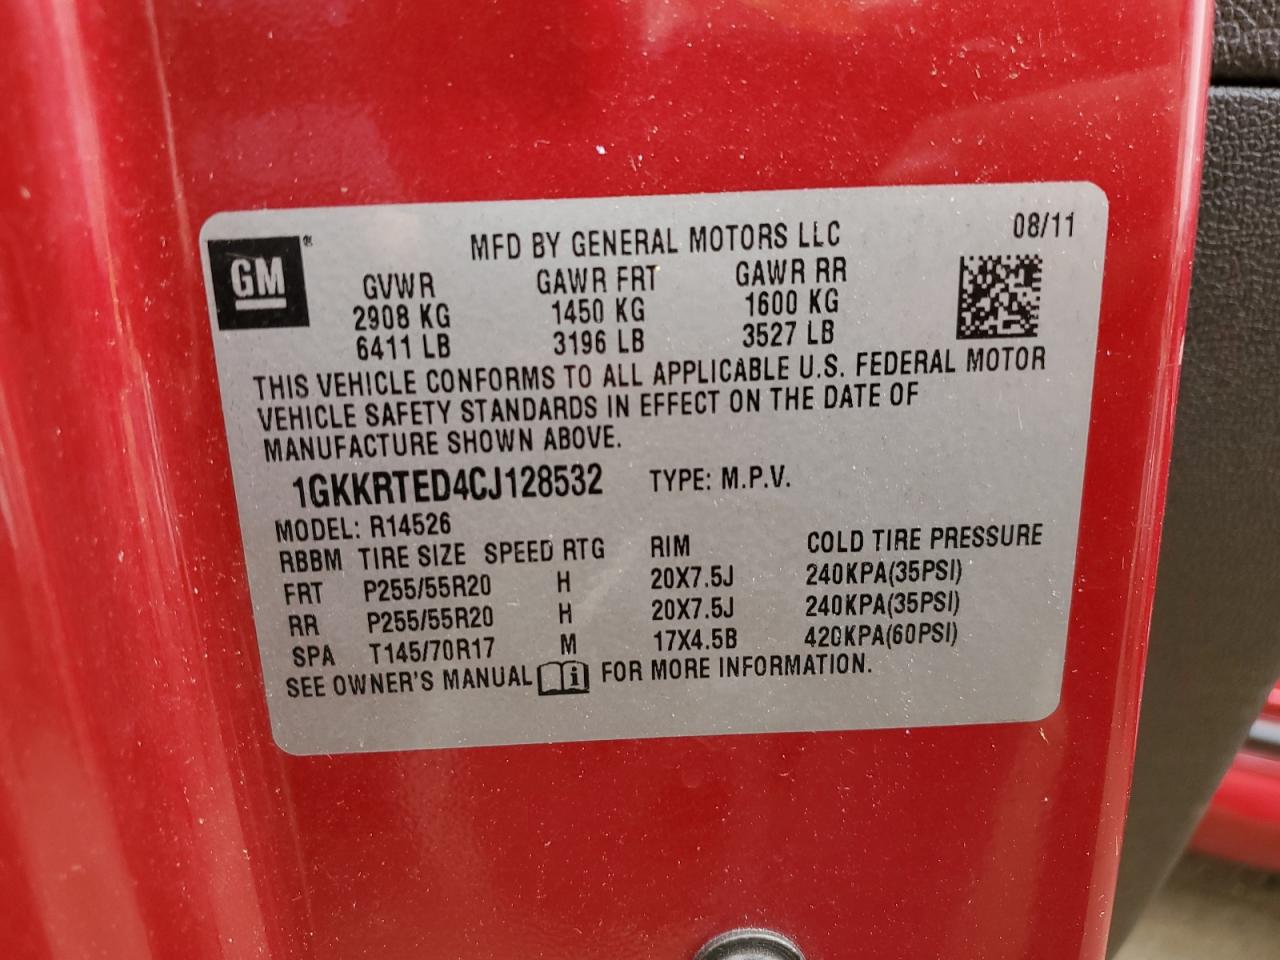 GM
08/11
MFD BY GENERAL MOTORS LLC
GVWR GAWR FRT GAWR RR
2908 KG 1450 KG 1600 KG
6411 LB 3196 LB 3527 LB
THIS VEHICLE CONFORMS TO ALL APPLICABLE U.S. FEDERAL MOTOR
VEHICLE SAFETY STANDARDS IN EFFECT ON THE DATE OF
MANUFACTURE SHOWN ABOVE.
1GKKRTED4CJ128532 TYPE: M.P.V.
MODEL: R14526
RBBM TIRE SIZE SPEED RTG RIM COLD TIRE PRESSURE
FRT P255/55R20 H 20X7.5J 240KPA(35PSI)
RR P255/55R20 H 20X7.5J 240KPA(35PSI)
SPA T145/70R17 M 17X4.5B 420KPA(60PSI)
SEE OWNER'S MANUAL i FOR MORE INFORMATION.